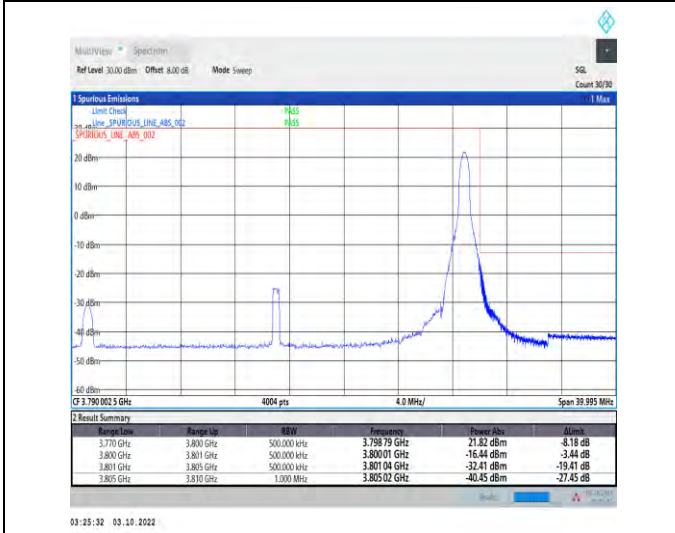 MultiView Spectrum
Ref Level 30.00 dBm Offset 8.00 dB Mode Sweep SGL
Count 30/30
1 Spurious Emissions 1 Max
Limit Check PASS
Line _SPURIOUS_LINE_ABS_002 PASS
_SPURIOUS_LINE_ABS_002
20 dBm
10 dBm
0 dBm
-10 dBm
-20 dBm
-30 dBm
-40 dBm
-50 dBm
-60 dBm
CF 3.790 002 5 GHz 4004 pts 4.0 MHz/ Span 39.995 MHz
2 Result Summary
Range Low Range Up RBW Frequency Power Abs ΔLimit
3.770 GHz 3.800 GHz 500.000 kHz 3.798 79 GHz 21.82 dBm -8.18 dB
3.800 GHz 3.801 GHz 500.000 kHz 3.800 01 GHz -16.44 dBm -3.44 dB
3.801 GHz 3.805 GHz 500.000 kHz 3.801 04 GHz -32.41 dBm -19.41 dB
3.805 GHz 3.810 GHz 1.000 MHz 3.805 02 GHz -40.45 dBm -27.45 dB
03:25:32 03.10.2022